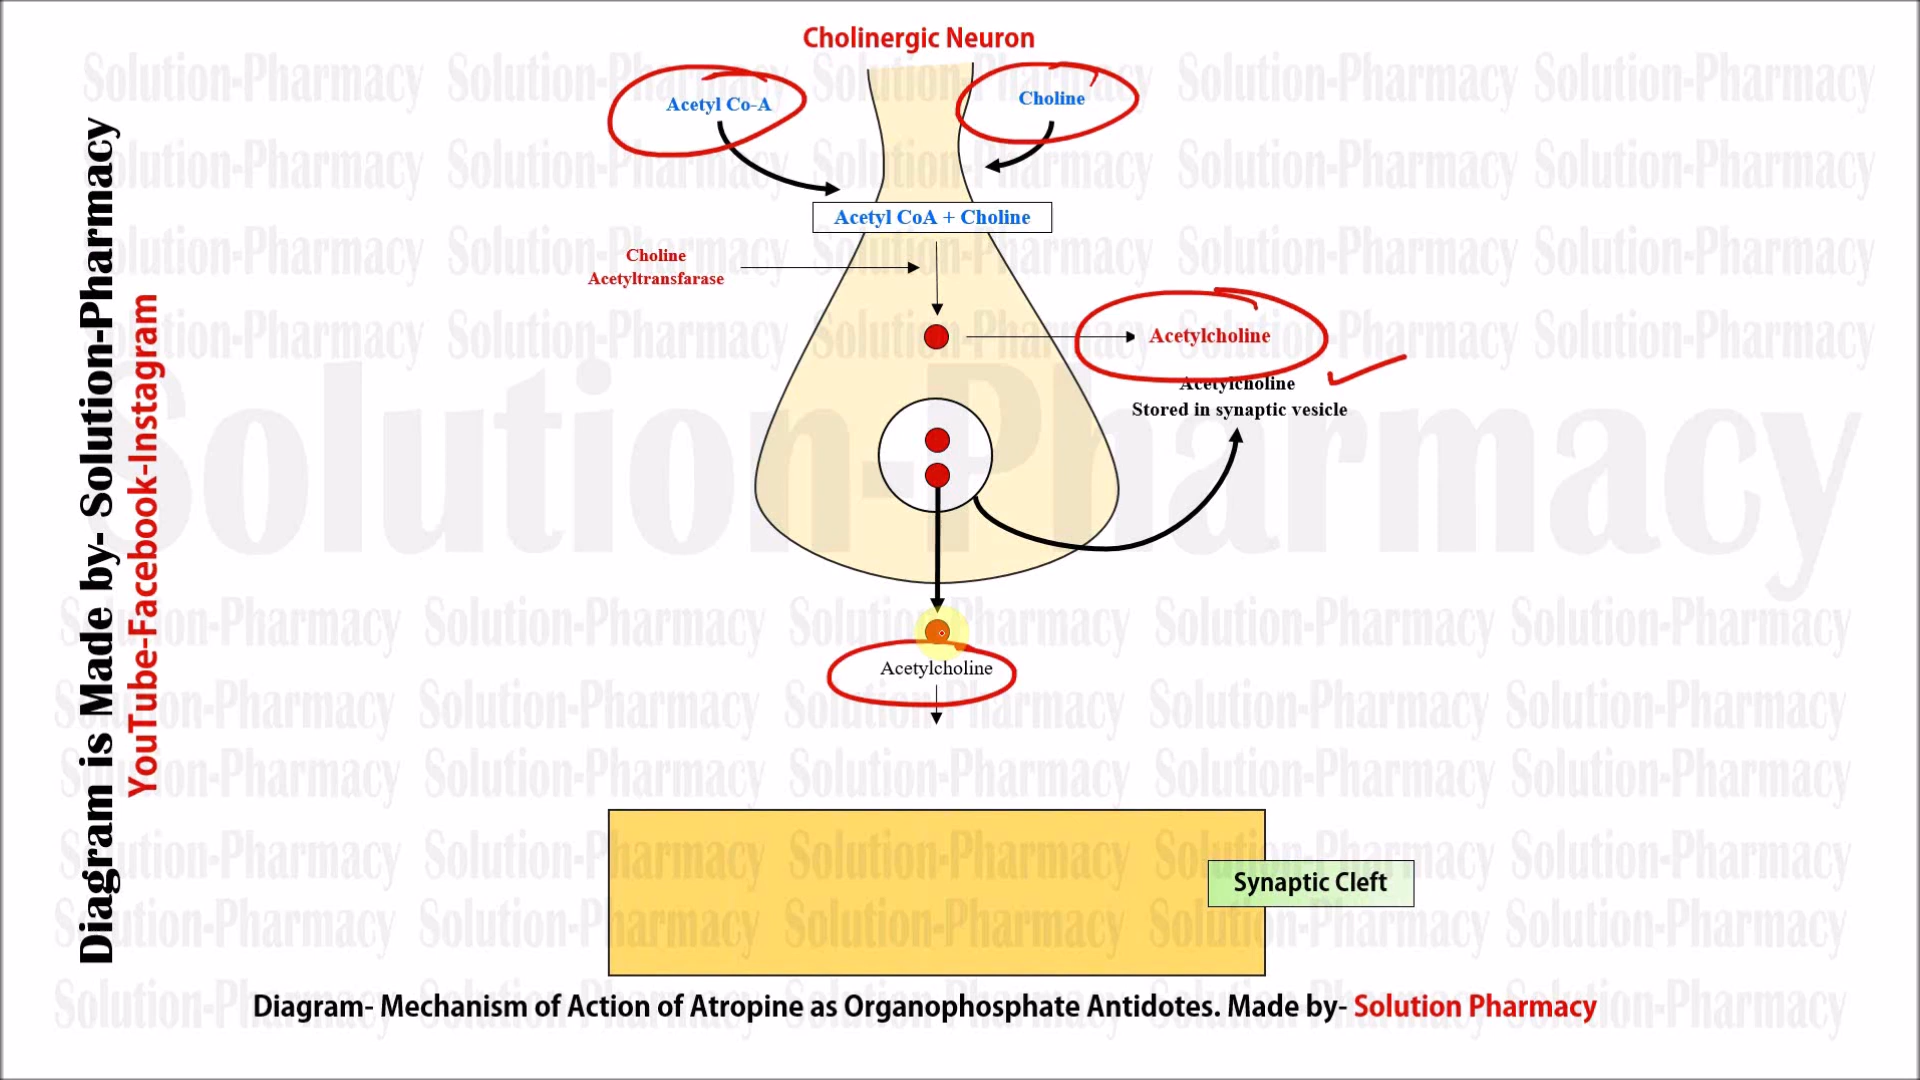 Cholinergic Neuron
Acetyl Co-A
Choline
Acetyl CoA + Choline
Choline
Acetyltransfarase
Acetylcholine
Acetylcholine
Stored in synaptic vesicle
Acetylcholine
Synaptic Cleft
Diagram- Mechanism of Action of Atropine as Organophosphate Antidotes. Made by- Solution Pharmacy
Diagram is Made by- Solution-Pharmacy
YouTube-Facebook-Instagram
Solution-Pharmacy